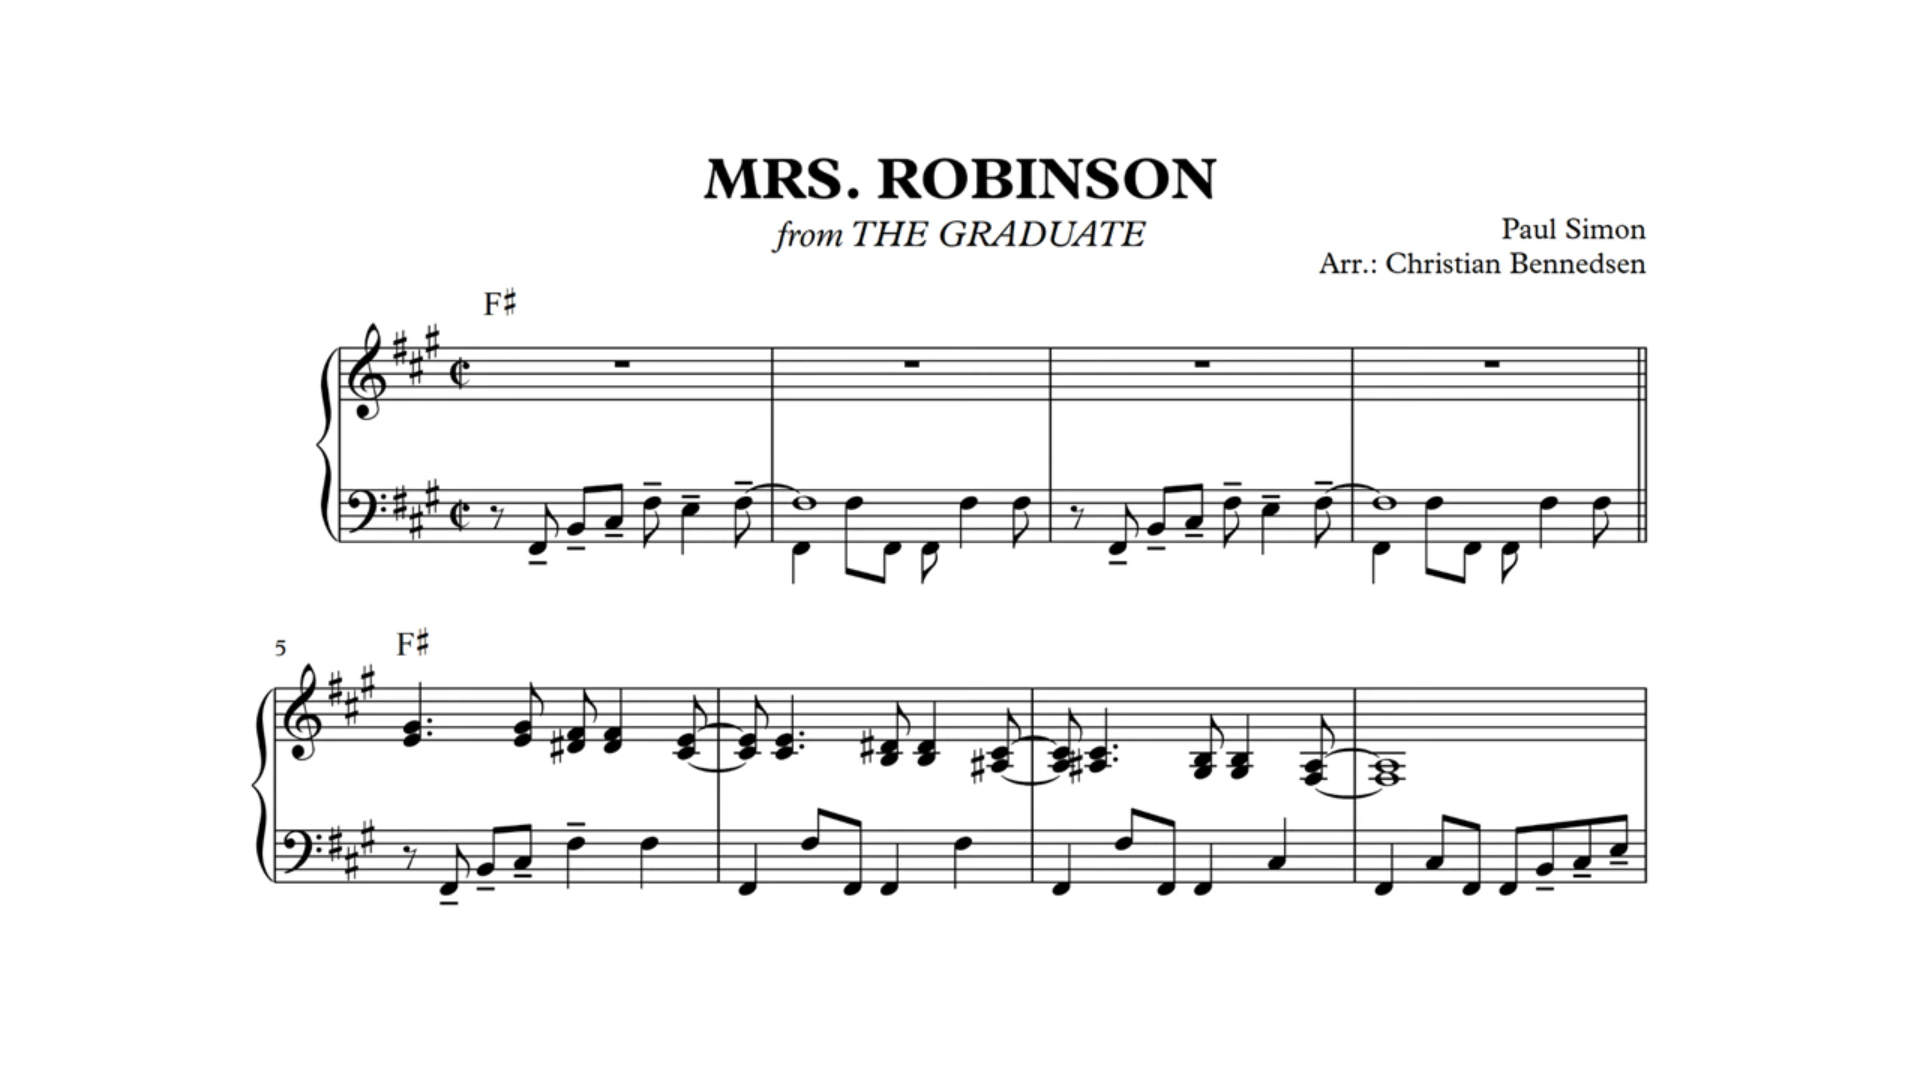 MRS. ROBINSON
from THE GRADUATE
Paul Simon
Arr.: Christian Bennedsen
F♯
5
F♯